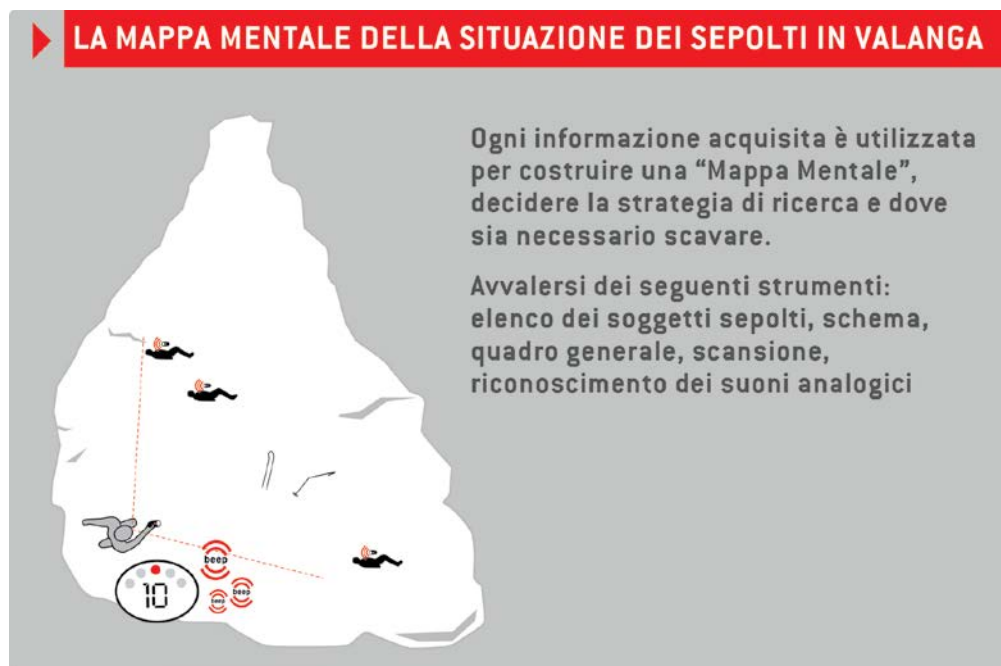 LA MAPPA MENTALE DELLA SITUAZIONE DEI SEPOLTI IN VALANGA
Ogni informazione acquisita è utilizzata
per costruire una “Mappa Mentale”,
decidere la strategia di ricerca e dove
sia necessario scavare.
Avvalersi dei seguenti strumenti:
elenco dei soggetti sepolti, schema,
quadro generale, scansione,
riconoscimento dei suoni analogici
beep
beep
beep
10